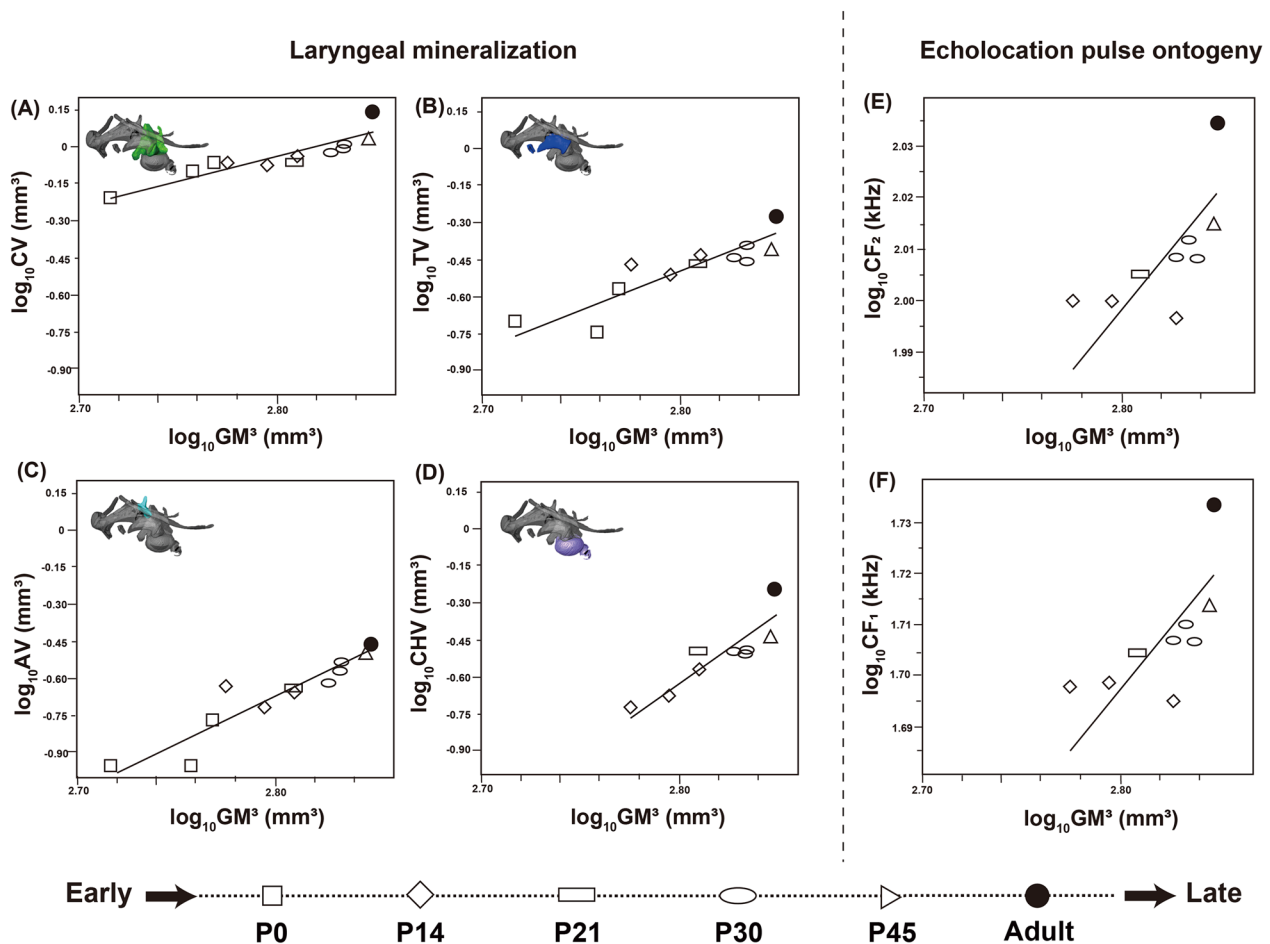 Laryngeal mineralization
Echolocation pulse ontogeny
(A)
0.15
0
-0.15
-0.30
-0.45
-0.60
-0.75
-0.90
log₁₀CV (mm³)
2.70
2.80
log₁₀GM³ (mm³)
(B)
0.15
0
-0.15
-0.30
-0.45
-0.60
-0.75
-0.90
log₁₀TV (mm³)
2.70
2.80
log₁₀GM³ (mm³)
(E)
2.03
2.02
2.01
2.00
1.99
log₁₀CF₂ (kHz)
2.70
2.80
log₁₀GM³ (mm³)
(C)
0.15
0
-0.15
-0.30
-0.45
-0.60
-0.75
-0.90
log₁₀AV (mm³)
2.70
2.80
log₁₀GM³ (mm³)
(D)
0.15
0
-0.15
-0.30
-0.45
-0.60
-0.75
-0.90
log₁₀CHV (mm³)
2.70
2.80
log₁₀GM³ (mm³)
(F)
1.73
1.72
1.71
1.70
1.69
log₁₀CF₁ (kHz)
2.70
2.80
log₁₀GM³ (mm³)
Early
Late
P0
P14
P21
P30
P45
Adult